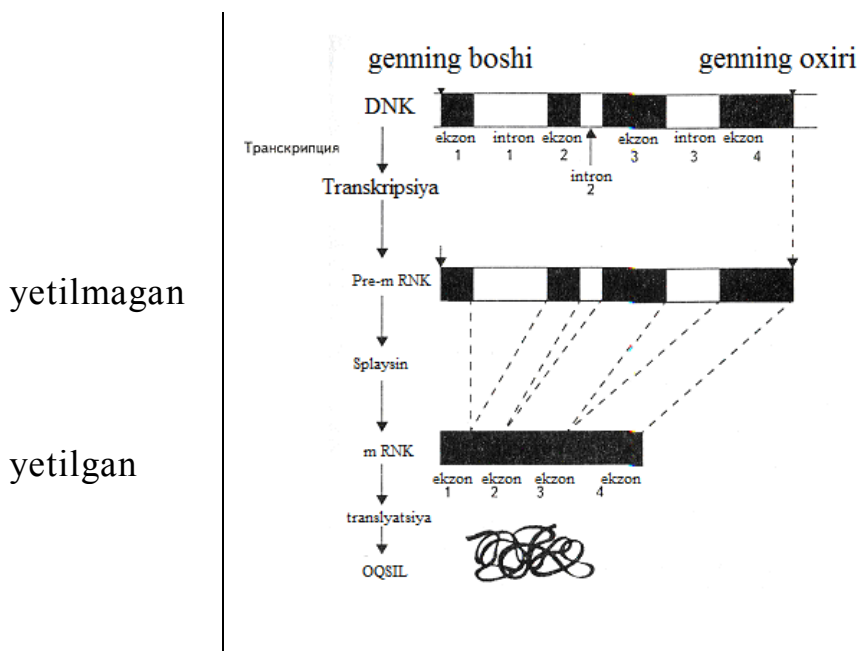 genning boshi genning oxiri
DNK
ekzon intron ekzon ekzon intron ekzon
1 1 2 3 3 4
Транскрипция
intron
2
Transkripsiya
yetilmagan
Pre-m RNK
Splaysin
yetilgan
m RNK
ekzon ekzon ekzon ekzon
1 2 3 4
translyatsiya
OQSIL